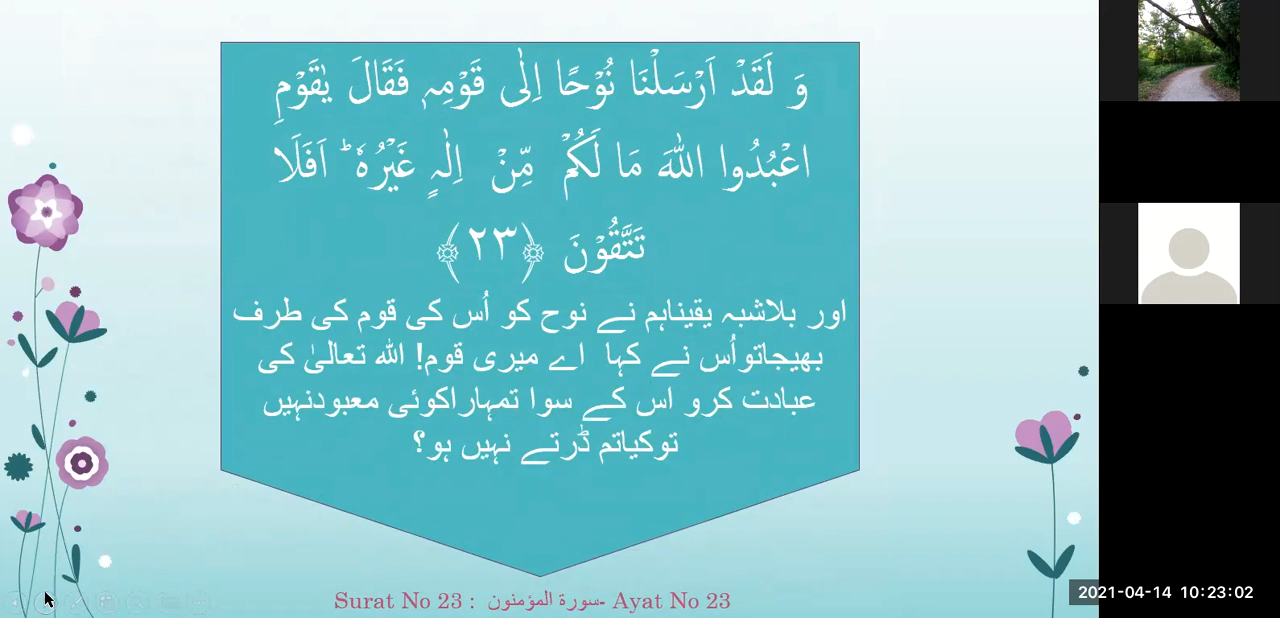 وَ لَقَدۡ اَرۡسَلۡنَا نُوۡحًا اِلٰی قَوۡمِہٖ فَقَالَ یٰقَوۡمِ
اعۡبُدُوا اللّٰہَ مَا لَکُمۡ مِّنۡ اِلٰہٍ غَیۡرُہٗ ؕ اَفَلَا
تَتَّقُوۡنَ ﴿۲۳﴾
اور بلاشبہ یقیناہم نے نوح کو اُس کی قوم کی طرف
بھیجاتواُس نے کہا اے میری قوم! اللہ تعالیٰ کی
عبادت کرو اس کے سوا تمہاراکوئی معبودنہیں
توکیاتم ڈرتے نہیں ہو؟
Surat No 23 : سورة المؤمنون - Ayat No 23
2021-04-14 10:23:02